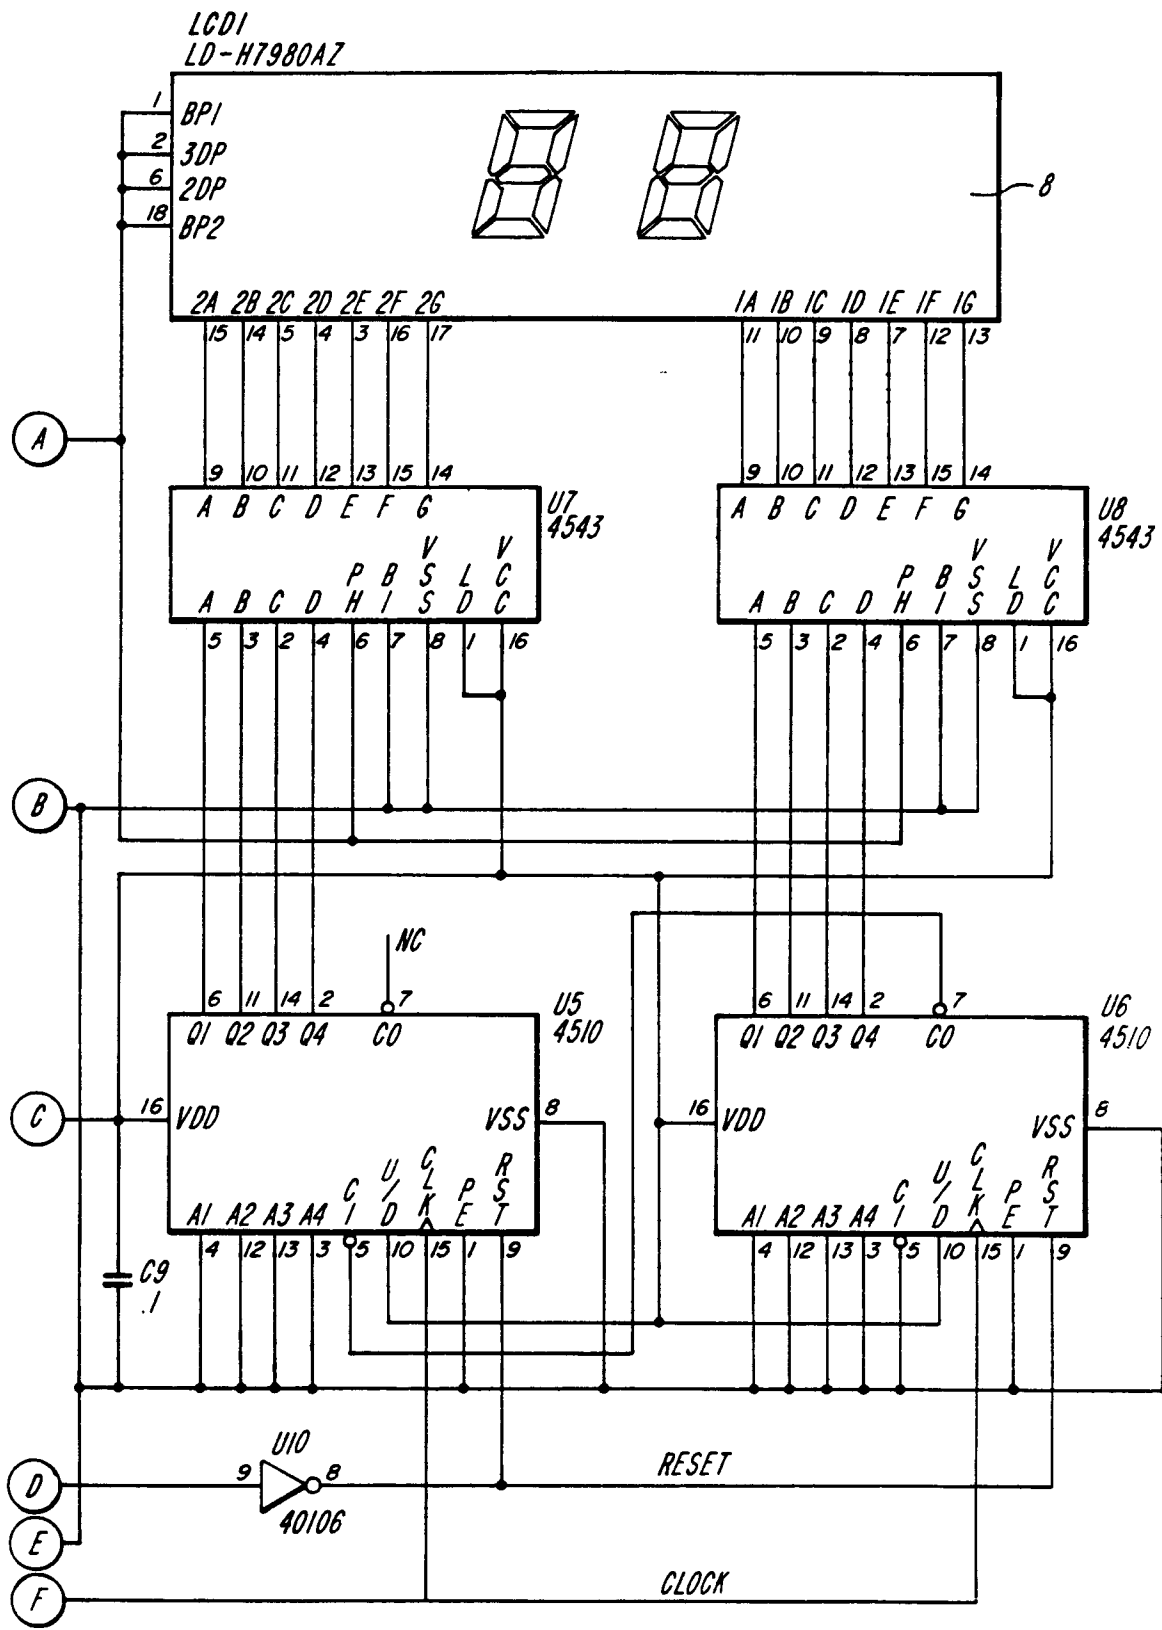 LCD1
LD-H7980AZ
1 BP1
2 3DP
6 2DP
18 BP2
8
2A 2B 2C 2D 2E 2F 2G
1A 1B 1C 1D 1E 1F 1G
15 14 5 4 3 16 17
11 10 9 8 7 12 13
A
9 10 11 12 13 15 14
9 10 11 12 13 15 14
A B C D E F G
U7
4543
A B C D E F G
U8
4543
A B C D PH BI VSS LD VCC
A B C D PH BI VSS LD VCC
5 3 2 4 6 7 8 1 16
5 3 2 4 6 7 8 1 16
B
NC
6 11 14 2 7
U5
4510
6 11 14 2 7
U6
4510
Q1 Q2 Q3 Q4 CO
Q1 Q2 Q3 Q4 CO
C
16 VDD
VSS 8
16 VDD
VSS 8
A1 A2 A3 A4 CI U/D CLK PE RST
A1 A2 A3 A4 CI U/D CLK PE RST
4 12 13 3 5 10 15 1 9
4 12 13 3 5 10 15 1 9
C9
.1
U10
D
9 8
RESET
40106
E
F
CLOCK